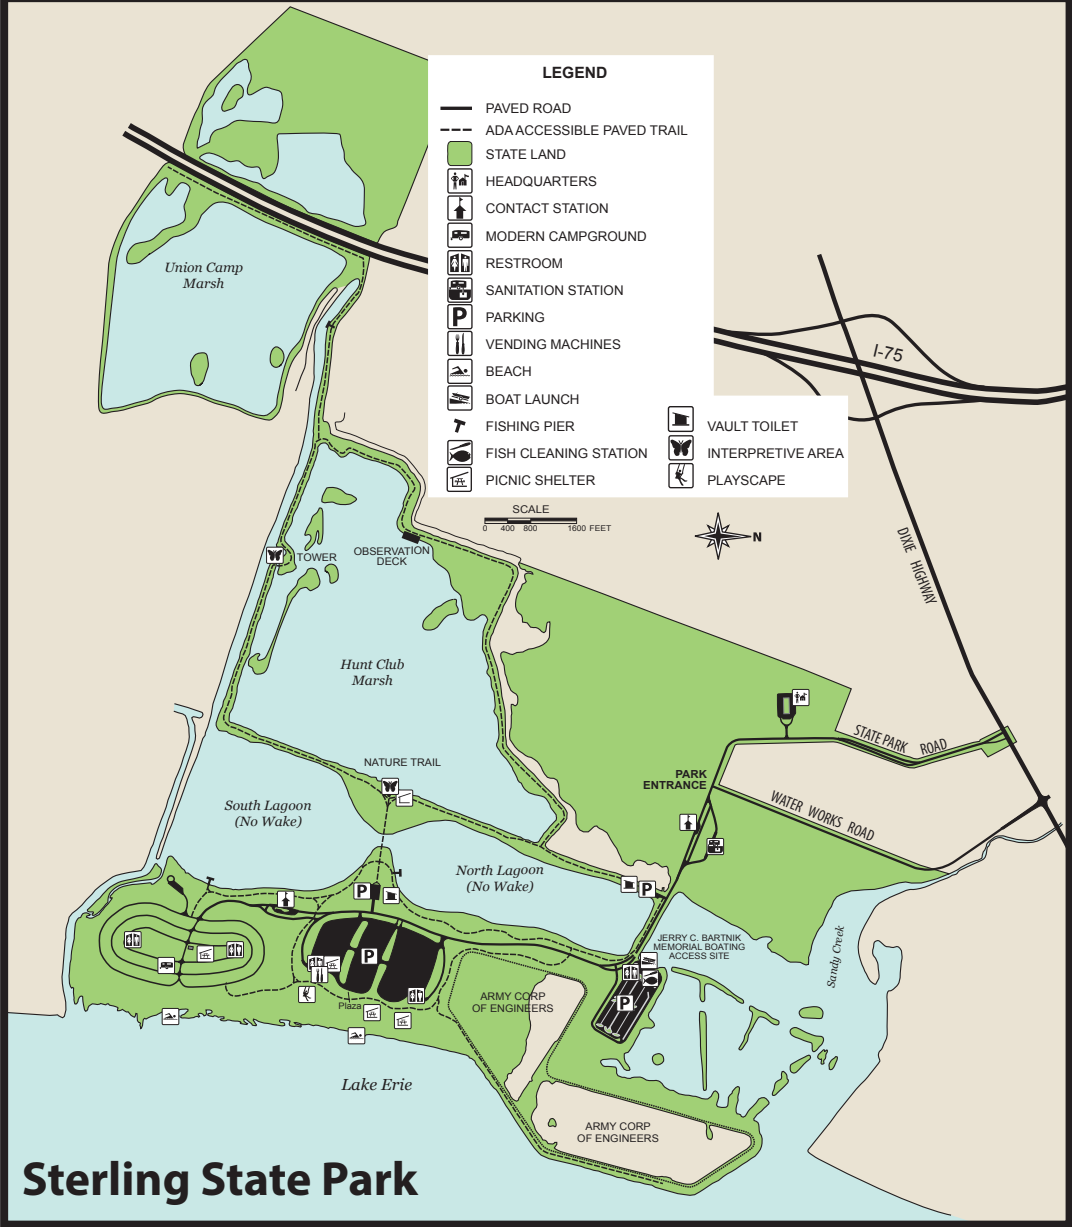 LEGEND
PAVED ROAD
ADA ACCESSIBLE PAVED TRAIL
STATE LAND
HEADQUARTERS
CONTACT STATION
MODERN CAMPGROUND
RESTROOM
SANITATION STATION
P PARKING
VENDING MACHINES
BEACH
BOAT LAUNCH
FISHING PIER
FISH CLEANING STATION
PICNIC SHELTER
VAULT TOILET
INTERPRETIVE AREA
PLAYSCAPE
SCALE
0 400 800 1600 FEET
N
I-75
DIXIE HIGHWAY
Union Camp
Marsh
TOWER
OBSERVATION
DECK
Hunt Club
Marsh
STATE PARK ROAD
PARK
ENTRANCE
WATER WORKS ROAD
NATURE TRAIL
South Lagoon
(No Wake)
North Lagoon
(No Wake)
P
P
JERRY C. BARTNIK
MEMORIAL BOATING
ACCESS SITE
Sandy Creek
P
P
Plaza
ARMY CORP
OF ENGINEERS
Lake Erie
ARMY CORP
OF ENGINEERS
Sterling State Park